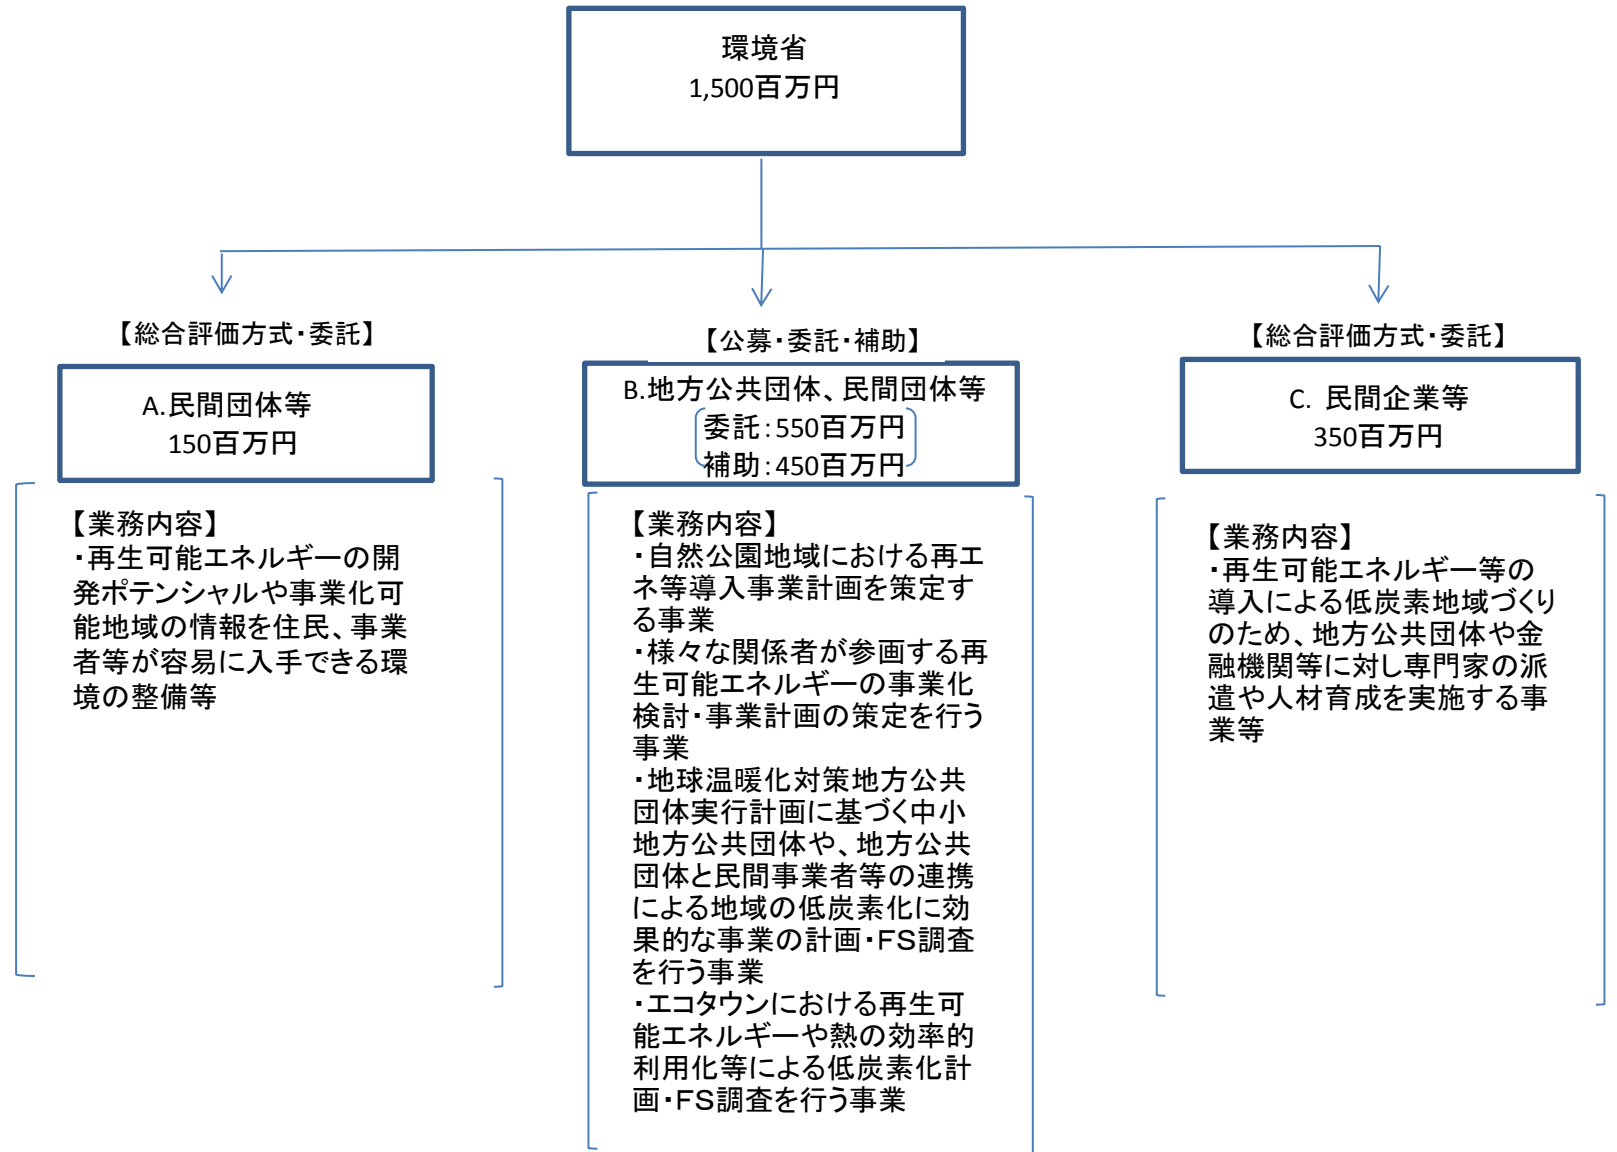 環境省
1,500百万円
【総合評価方式・委託】
A.民間団体等
150百万円
【業務内容】
・再生可能エネルギーの開
発ポテンシャルや事業化可
能地域の情報を住民、事業
者等が容易に入手できる環
境の整備等
【公募・委託・補助】
B.地方公共団体、民間団体等
委託：550百万円
補助：450百万円
【業務内容】
・自然公園地域における再エ
ネ等導入事業計画を策定す
る事業
・様々な関係者が参画する再
生可能エネルギーの事業化
検討・事業計画の策定を行う
事業
・地球温暖化対策地方公共
団体実行計画に基づく中小
地方公共団体や、地方公共
団体と民間事業者等の連携
による地域の低炭素化に効
果的な事業の計画・FS調査
を行う事業
・エコタウンにおける再生可
能エネルギーや熱の効率的
利用化等による低炭素化計
画・FS調査を行う事業
【総合評価方式・委託】
C. 民間企業等
350百万円
【業務内容】
・再生可能エネルギー等の
導入による低炭素地域づくり
のため、地方公共団体や金
融機関等に対し専門家の派
遣や人材育成を実施する事
業等